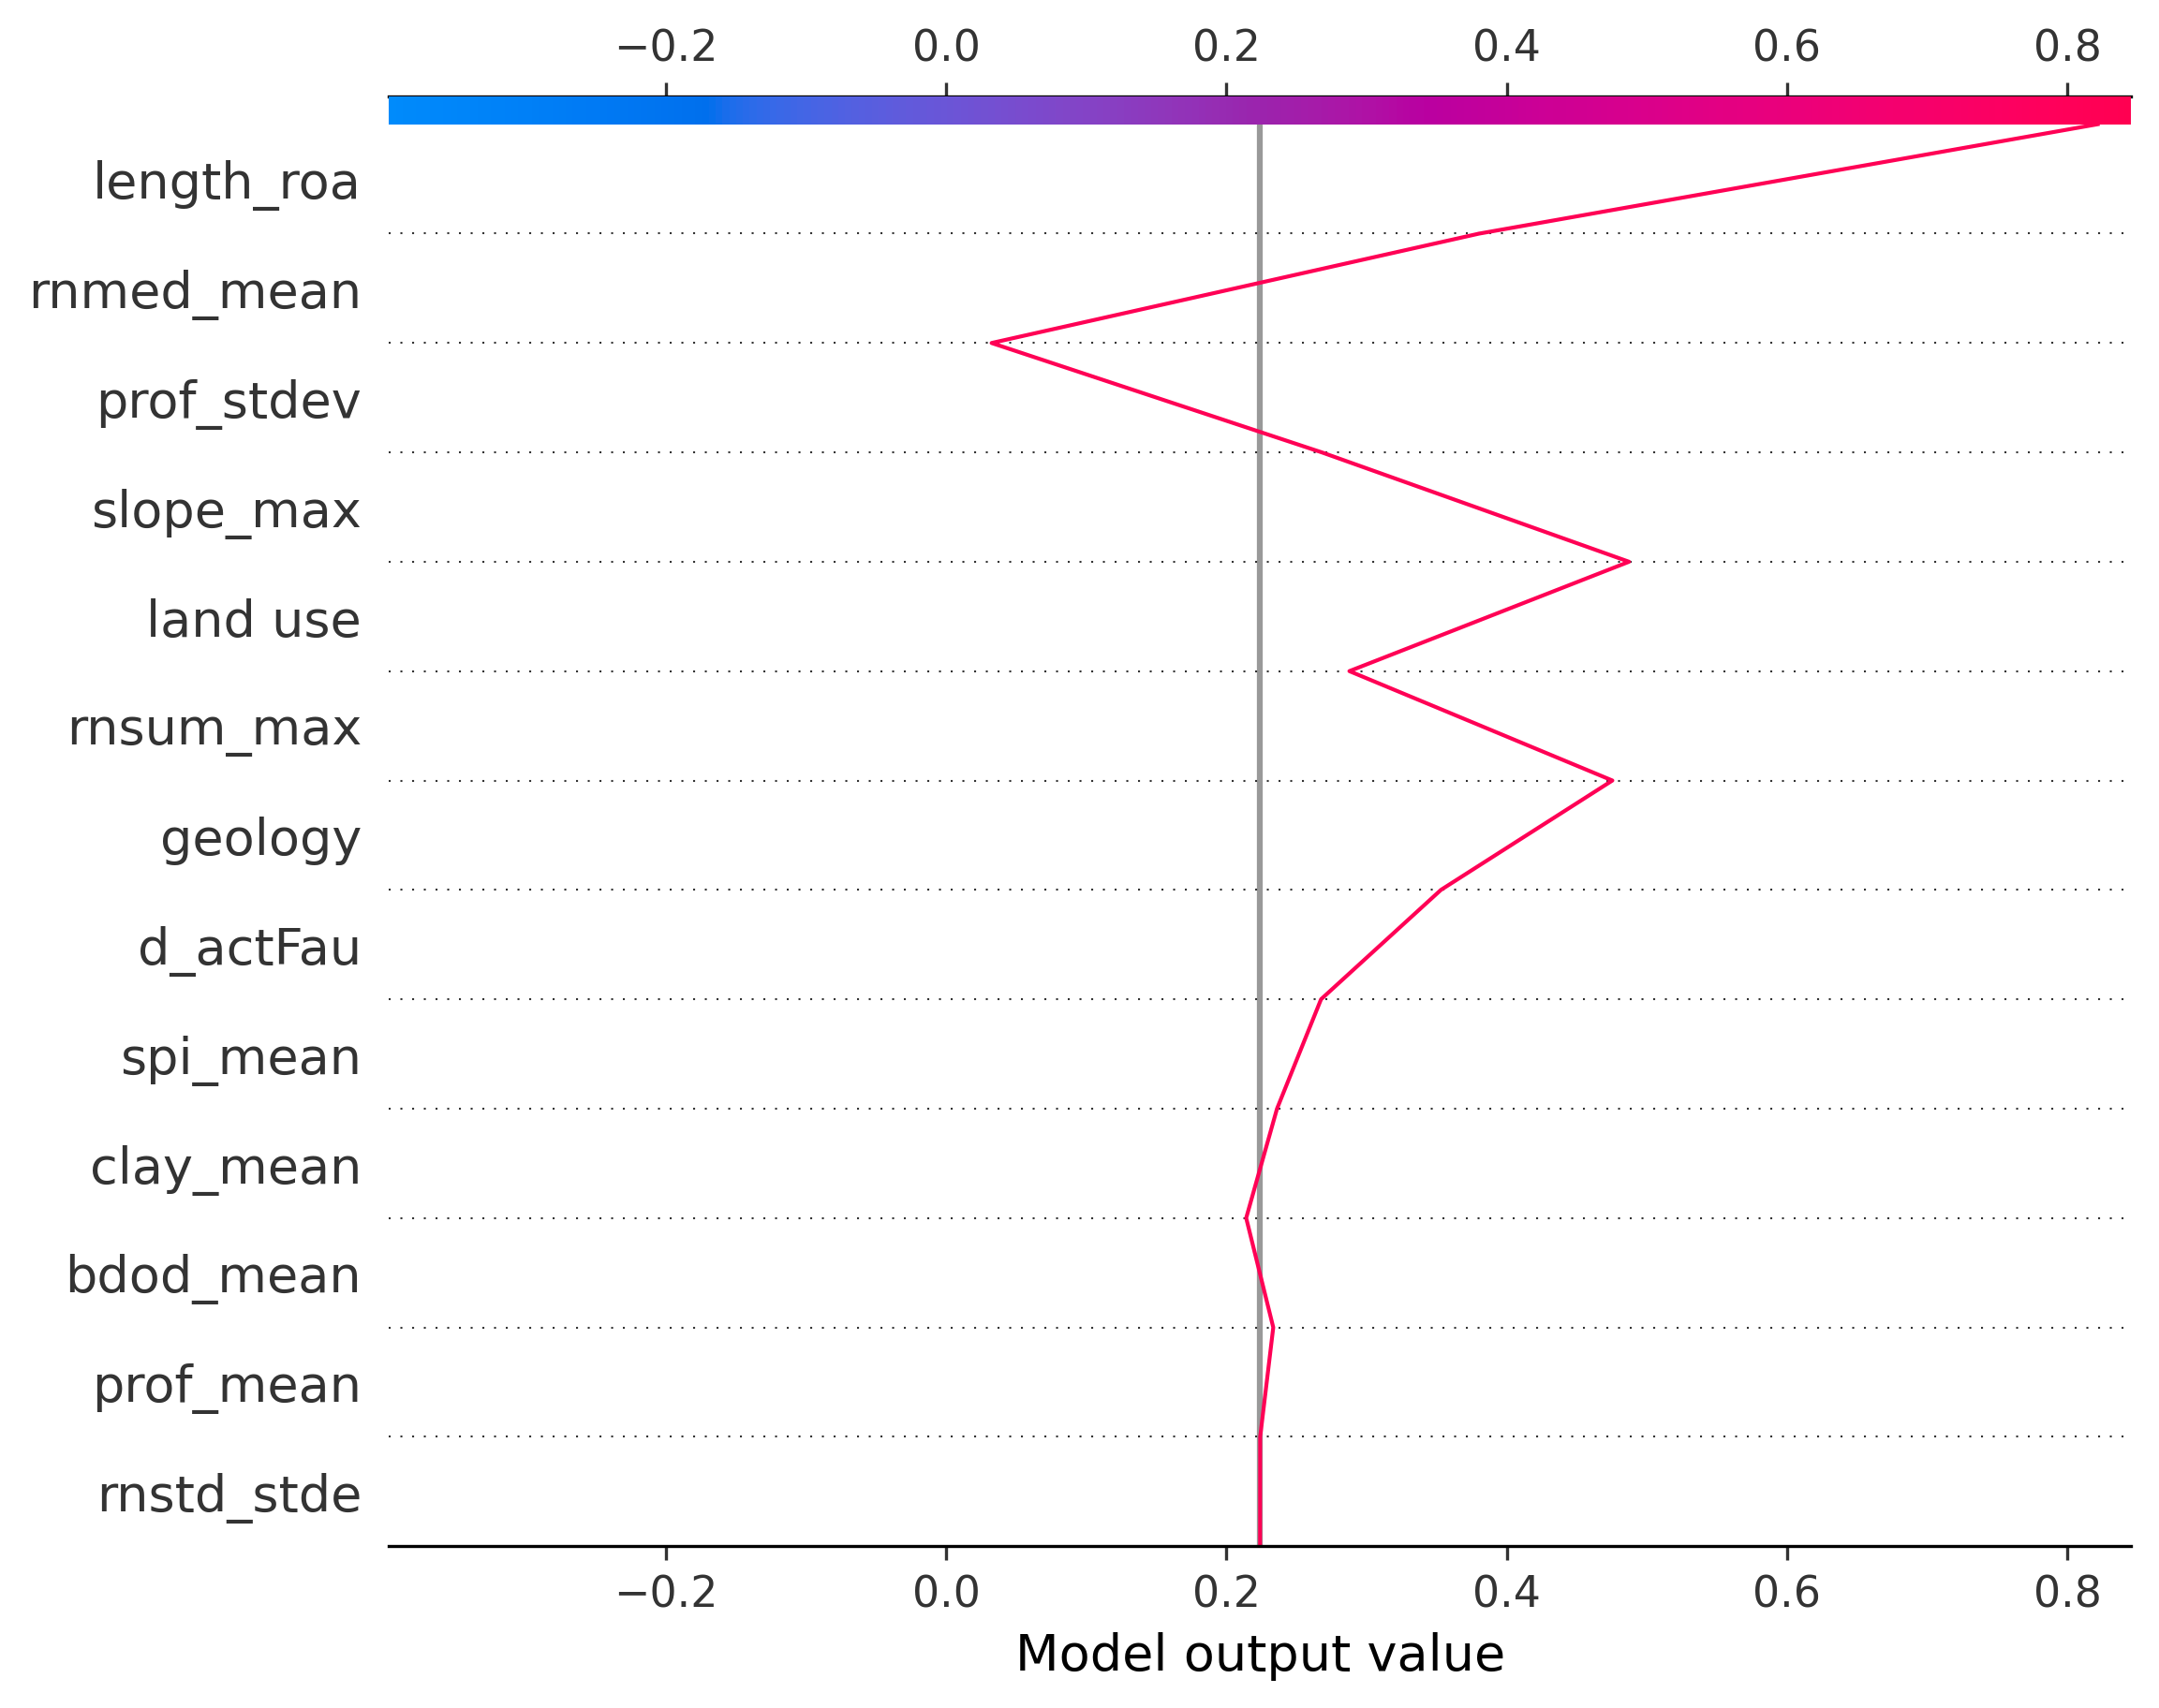 −0.2 0.0 0.2 0.4 0.6 0.8
length_roa
rnmed_mean
prof_stdev
slope_max
land use
rnsum_max
geology
d_actFau
spi_mean
clay_mean
bdod_mean
prof_mean
rnstd_stde
−0.2 0.0 0.2 0.4 0.6 0.8
Model output value